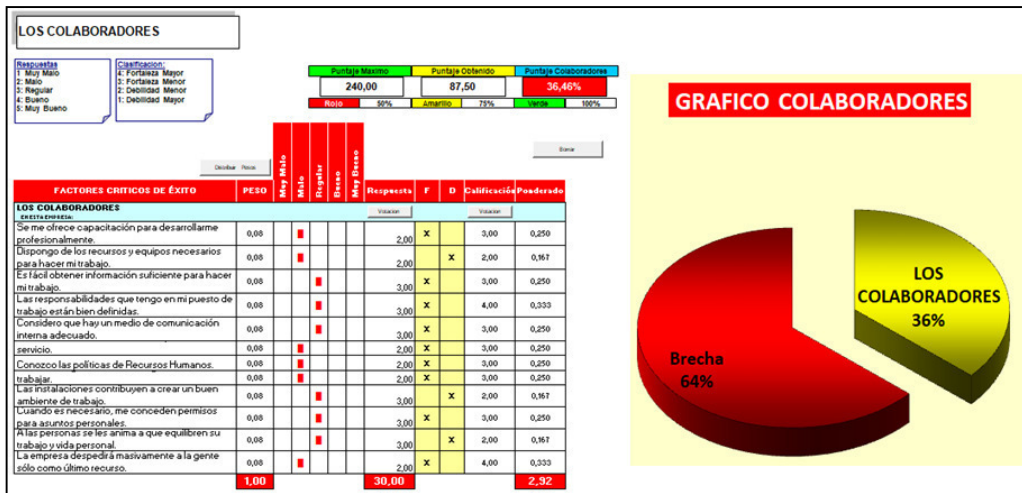 LOS COLABORADORES
Respuestas
1 Muy Malo
2: Malo
3: Regular
4: Bueno
5: Muy Bueno
Clasificacion:
4: Fortaleza Mayor
3: Fortaleza Menor
2: Debilidad Menor
1: Debilidad Mayor
Puntaje Maximo Puntaje Obtenido Puntaje Colaboradores
240,00 87,50 36,46%
Rojo 50% Amarillo 75% Verde 100%
Distribuir Pesos
Borrar
FACTORES CRITICOS DE ÉXITO PESO Muy Malo Malo Regular Bueno Muy Bueno Respuesta F D Calificación Ponderado
LOS COLABORADORES
EN ESTA EMPRESA:
Votacion Votacion
Se me ofrece capacitación para desarrollarme
profesionalmente. 0,08 2,00 X 3,00 0,250
Dispongo de los recursos y equipos necesarios
para hacer mi trabajo. 0,08 2,00 X 2,00 0,167
Es fácil obtener información suficiente para hacer
mi trabajo. 0,08 3,00 X 3,00 0,250
Las responsabilidades que tengo en mi puesto de
trabajo están bien definidas. 0,08 3,00 X 4,00 0,333
Considero que hay un medio de comunicación
interna adecuado. 0,08 3,00 X 3,00 0,250
servicio. 0,08 2,00 X 3,00 0,250
Conozco las políticas de Recursos Humanos. 0,08 2,00 X 3,00 0,250
trabajar. 0,08 2,00 X 3,00 0,250
Las instalaciones contribuyen a crear un buen
ambiente de trabajo. 0,08 3,00 X 2,00 0,167
Cuando es necesario, me conceden permisos
para asuntos personales. 0,08 3,00 X 3,00 0,250
A las personas se les anima a que equilibren su
trabajo y vida personal. 0,08 3,00 X 2,00 0,167
La empresa despedirá masivamente a la gente
sólo como último recurso. 0,08 2,00 X 4,00 0,333
1,00 30,00 2,92
GRAFICO COLABORADORES
LOS
COLABORADORES
36%
Brecha
64%